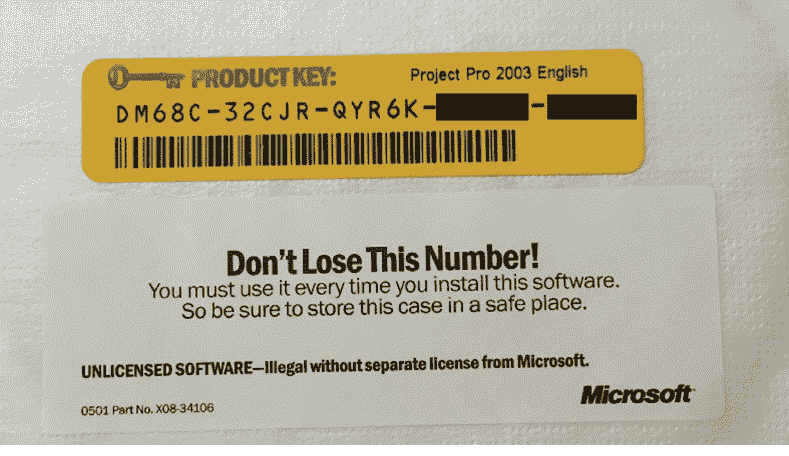 PRODUCT KEY: Project Pro 2003 English
DM68C-32CJR-QYR6K- -
Don't Lose This Number!
You must use it every time you install this software.
So be sure to store this case in a safe place.
UNLICENSED SOFTWARE—Illegal without separate license from Microsoft.
Microsoft
0501 Part No. X08-34106